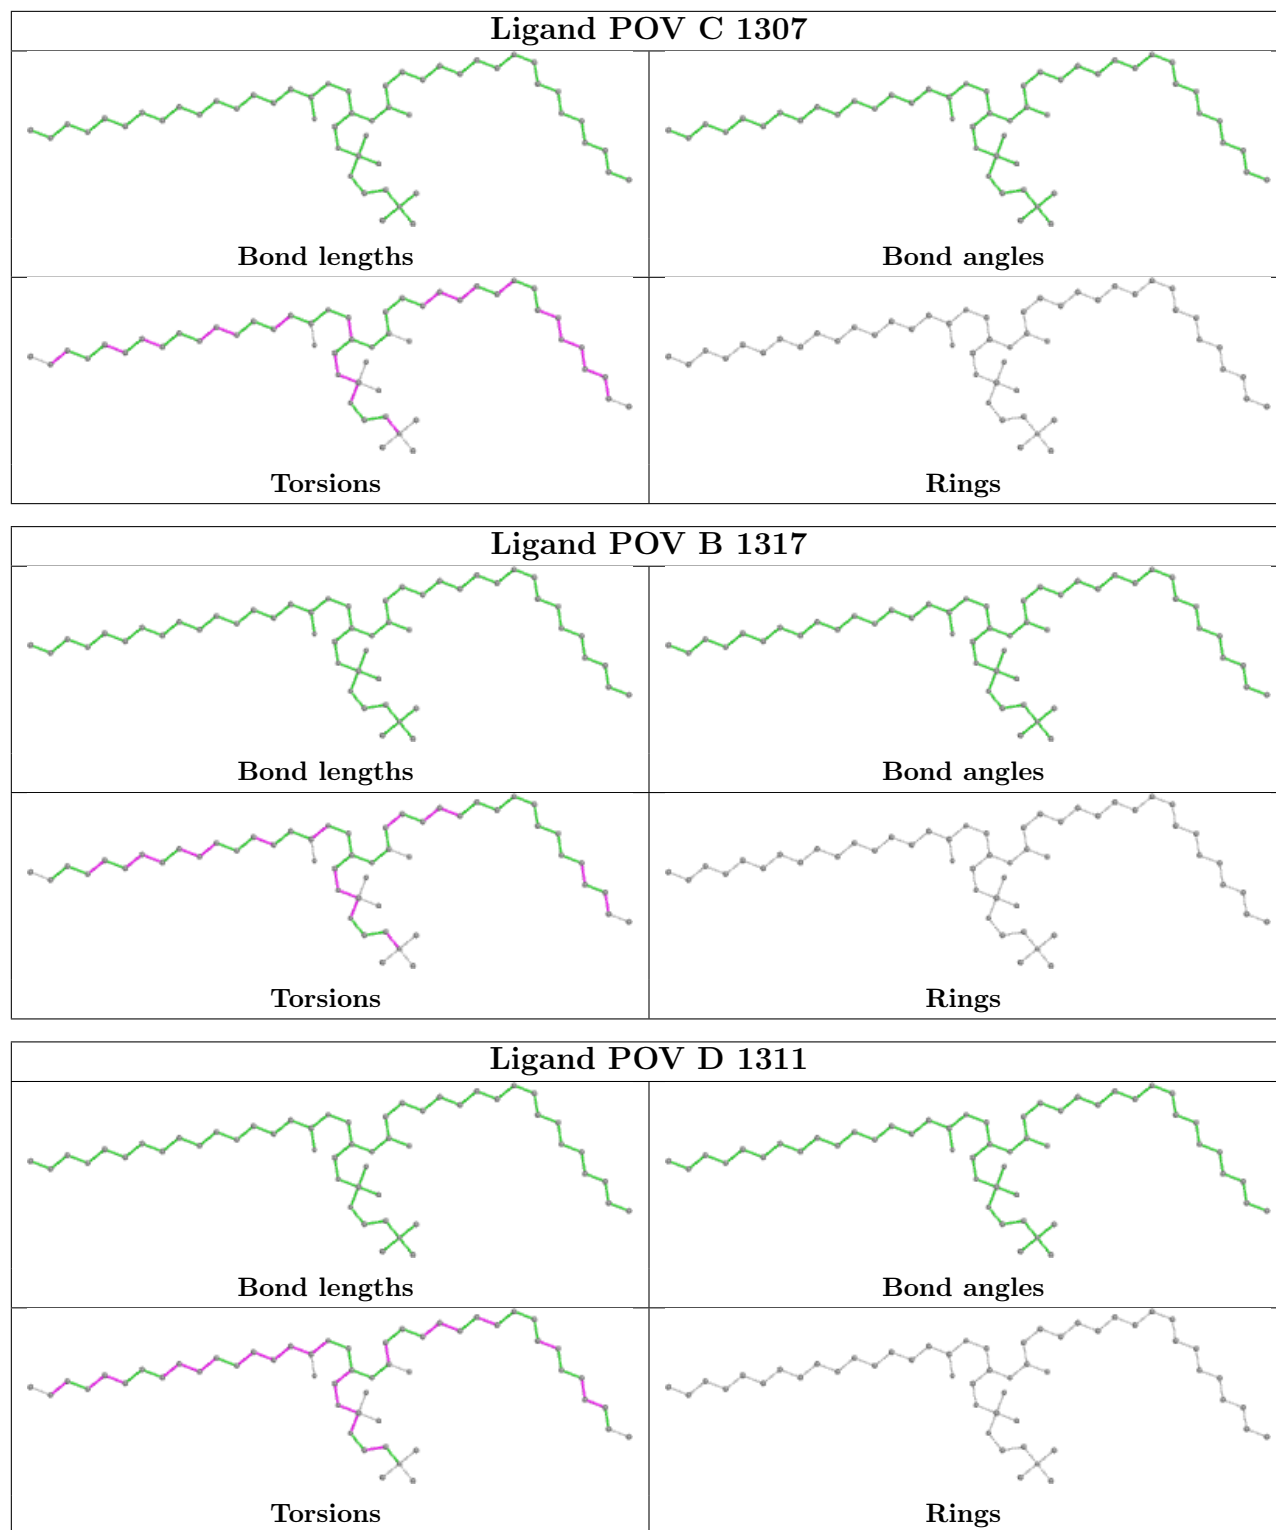 Ligand POV C 1307
Bond lengths
Bond angles
Torsions
Rings
Ligand POV B 1317
Bond lengths
Bond angles
Torsions
Rings
Ligand POV D 1311
Bond lengths
Bond angles
Torsions
Rings